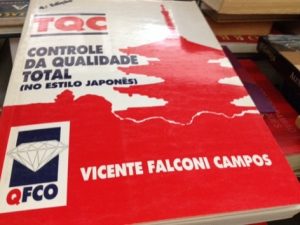 TQC
CONTROLE
DA QUALIDADE
TOTAL
(NO ESTILO JAPONÊS)
QFCO
VICENTE FALCONI CAMPOS